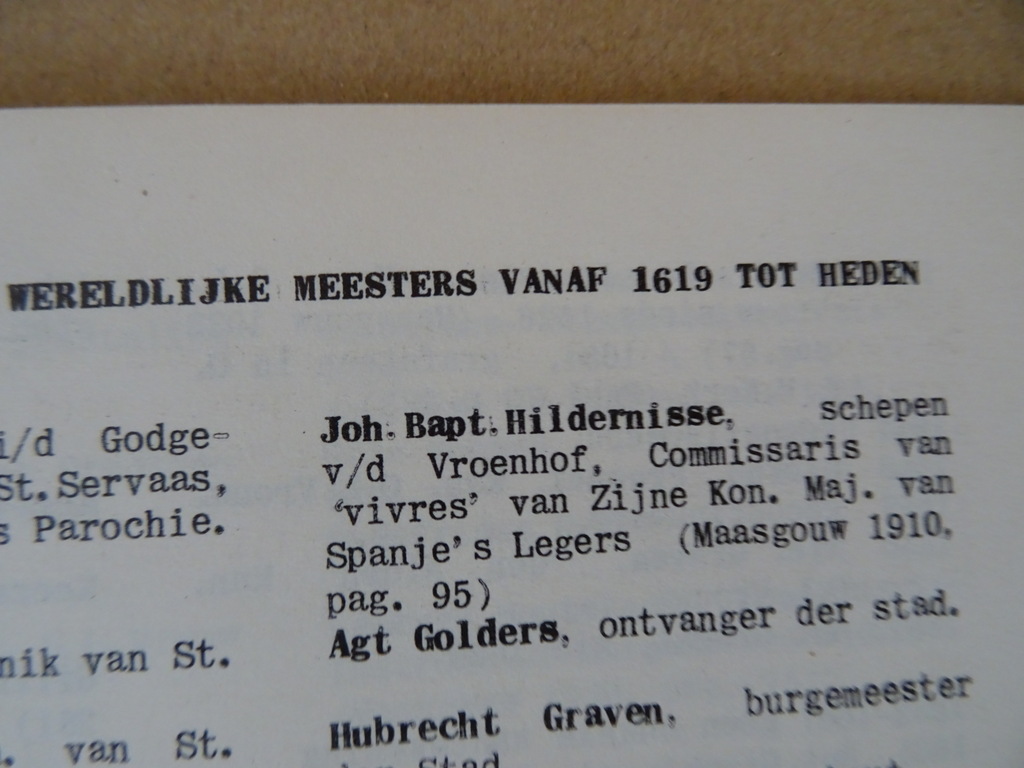 WERELDLIJKE MEESTERS VANAF 1619 TOT HEDEN
i/d Godge-
St.Servaas,
s Parochie.
nik van St.
. van St.
Joh. Bapt. Hildernisse, schepen
v/d Vroenhof, Commissaris van
'vivres' van Zijne Kon. Maj. van
Spanje's Legers (Maasgouw 1910,
pag. 95)
Agt Golders, ontvanger der stad.
Hubrecht Graven, burgemeester